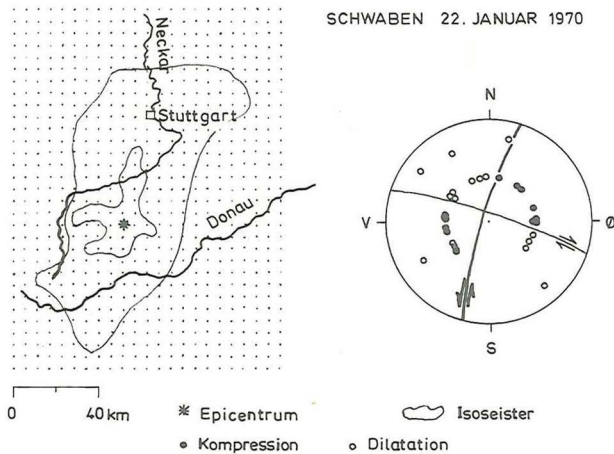 SCHWABEN 22. JANUAR 1970
Neckar
Stuttgart
Donau
N
V
Ø
S
0 40 km
Epicentrum
Isoseister
Kompression
Dilatation